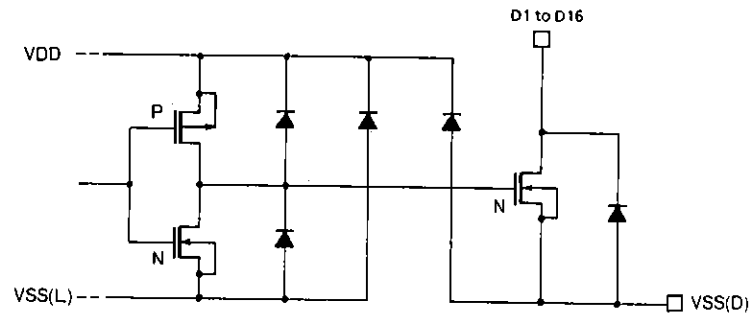 D1 to D16
VDD
P
N
N
VSS(L)
VSS(D)